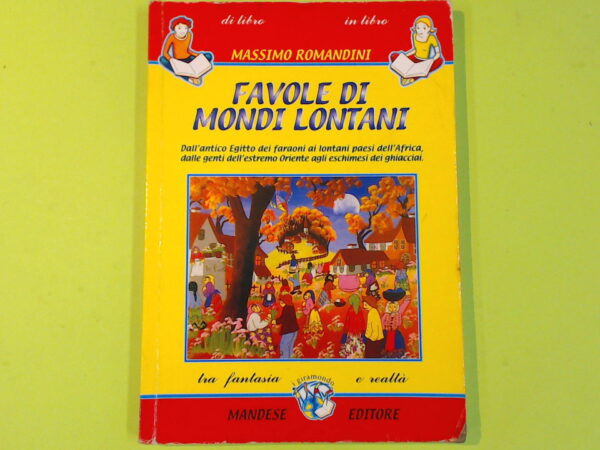 di libro in libro
MASSIMO ROMANDINI
FAVOLE DI
MONDI LONTANI
Dall'antico Egitto dei faraoni ai lontani paesi dell'Africa,
dalle genti dell'estremo Oriente agli eschimesi dei ghiacciai.
tra fantasia e realtà
i giramondo
MANDESE EDITORE